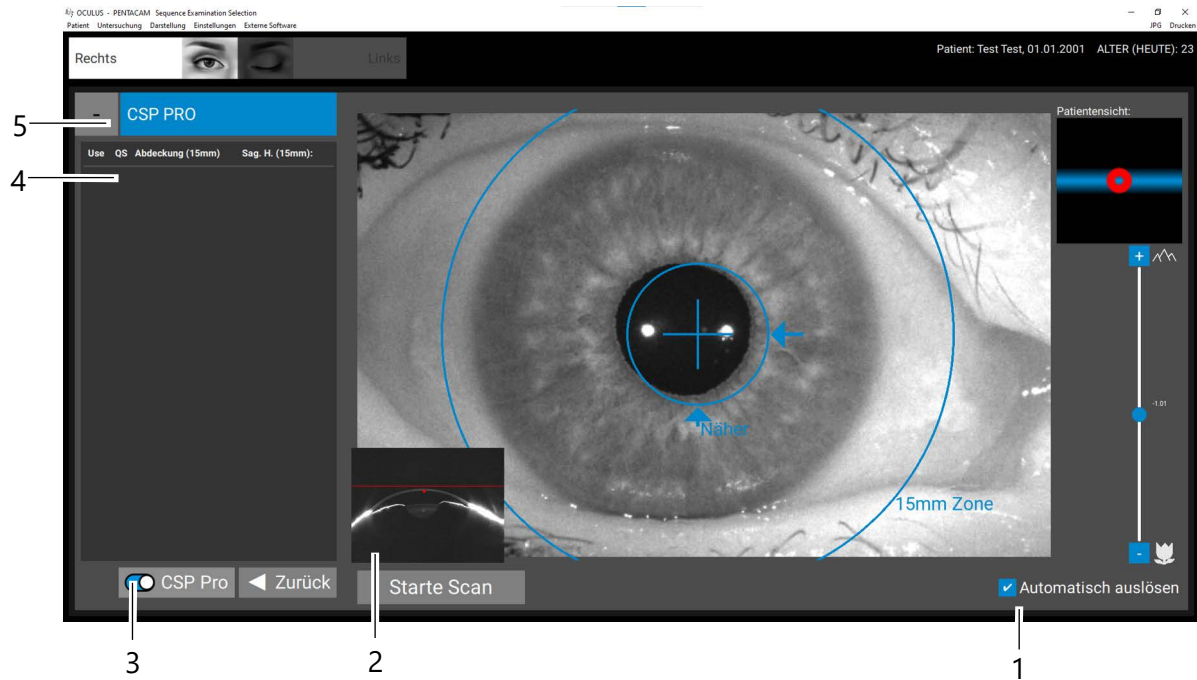 OCULUS - PENTACAM Sequence Examination Selection
Patient Untersuchung Darstellung Einstellungen Externe Software
JPG Drucken
Rechts
Links
Patient: Test Test, 01.01.2001 ALTER (HEUTE): 23
- CSP PRO
Patientensicht:
Use QS Abdeckung (15mm) Sag. H. (15mm):
5
4
+
Näher
-1.01
15mm Zone
-
CSP Pro
Zurück
Starte Scan
Automatisch auslösen
3
2
1